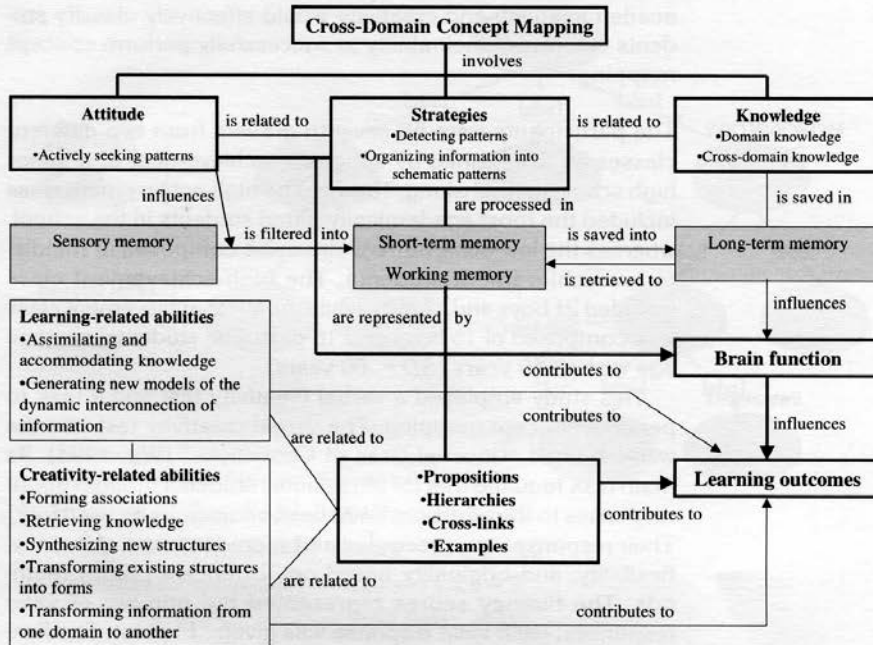 Cross-Domain Concept Mapping
involves
Attitude
•Actively seeking patterns
is related to
Strategies
•Detecting patterns
•Organizing information into
schematic patterns
is related to
Knowledge
•Domain knowledge
•Cross-domain knowledge
influences
are processed in
is saved in
Sensory memory
is filtered into
Short-term memory
Working memory
is saved into
is retrieved to
Long-term memory
are represented by
influences
Learning-related abilities
•Assimilating and
accommodating knowledge
•Generating new models of the
dynamic interconnection of
information
contributes to
Brain function
contributes to
influences
are related to
Creativity-related abilities
•Forming associations
•Retrieving knowledge
•Synthesizing new structures
•Transforming existing structures
into forms
•Transforming information from
one domain to another
•Propositions
•Hierarchies
•Cross-links
•Examples
Learning outcomes
contributes to
are related to
contributes to